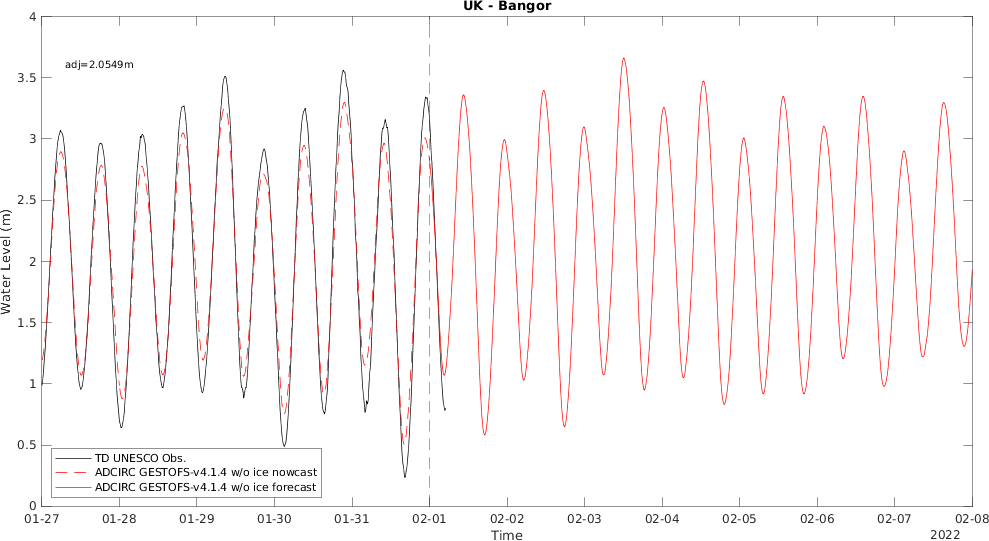 UK - Bangor
adj=2.0549m
Water Level (m)
4
3.5
3
2.5
2
1.5
1
0.5
0
TD UNESCO Obs.
ADCIRC GESTOFS-v4.1.4 w/o ice nowcast
ADCIRC GESTOFS-v4.1.4 w/o ice forecast
01-27 01-28 01-29 01-30 01-31 02-01 02-02 02-03 02-04 02-05 02-06 02-07 02-08
Time
2022